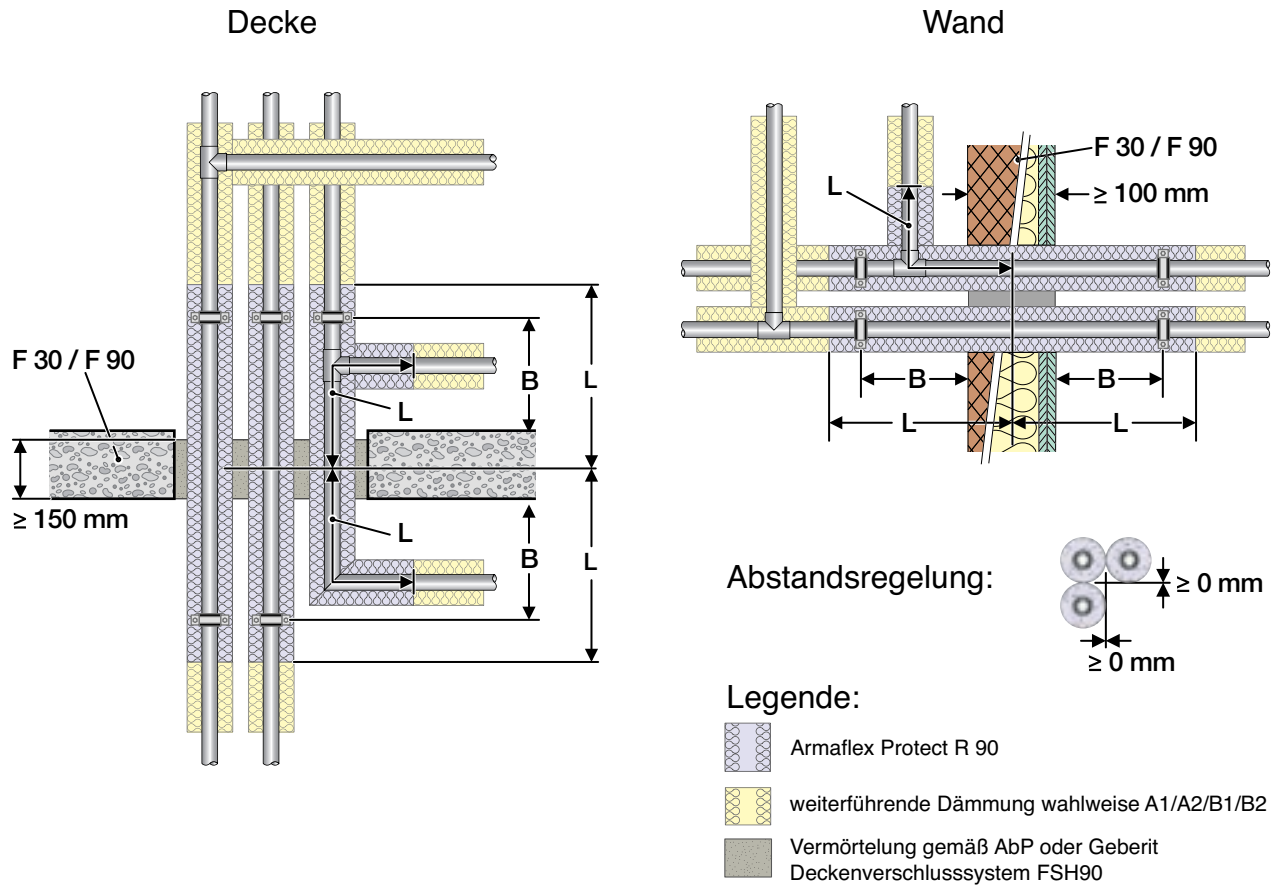 Decke
Wand
F 30 / F 90
≥ 150 mm
B
L
L
L
B
L
F 30 / F 90
≥ 100 mm
L
B
B
L
L
Abstandsregelung:
≥ 0 mm
≥ 0 mm
Legende:
Armaflex Protect R 90
weiterführende Dämmung wahlweise A1/A2/B1/B2
Vermörtelung gemäß AbP oder Geberit
Deckenverschlusssystem FSH90